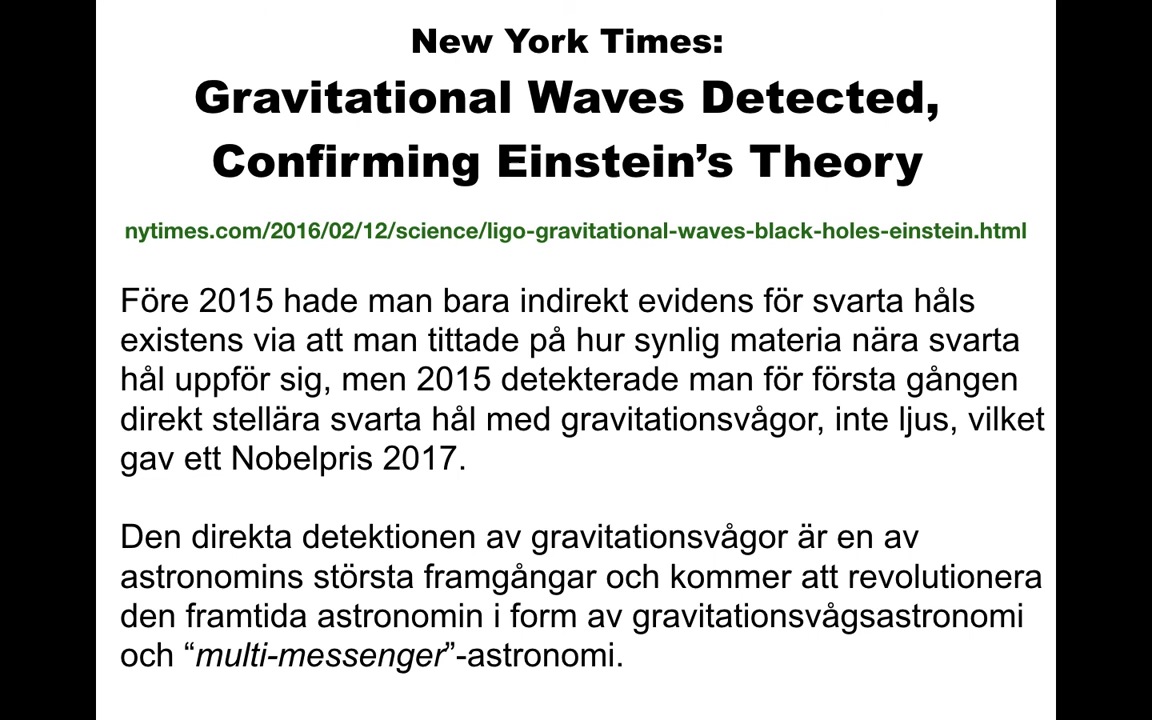 New York Times:
Gravitational Waves Detected,
Confirming Einstein’s Theory
nytimes.com/2016/02/12/science/ligo-gravitational-waves-black-holes-einstein.html
Före 2015 hade man bara indirekt evidens för svarta håls
existens via att man tittade på hur synlig materia nära svarta
hål uppför sig, men 2015 detekterade man för första gången
direkt stellära svarta hål med gravitationsvågor, inte ljus, vilket
gav ett Nobelpris 2017.
Den direkta detektionen av gravitationsvågor är en av
astronomins största framgångar och kommer att revolutionera
den framtida astronomin i form av gravitationsvågsastronomi
och “multi-messenger”-astronomi.